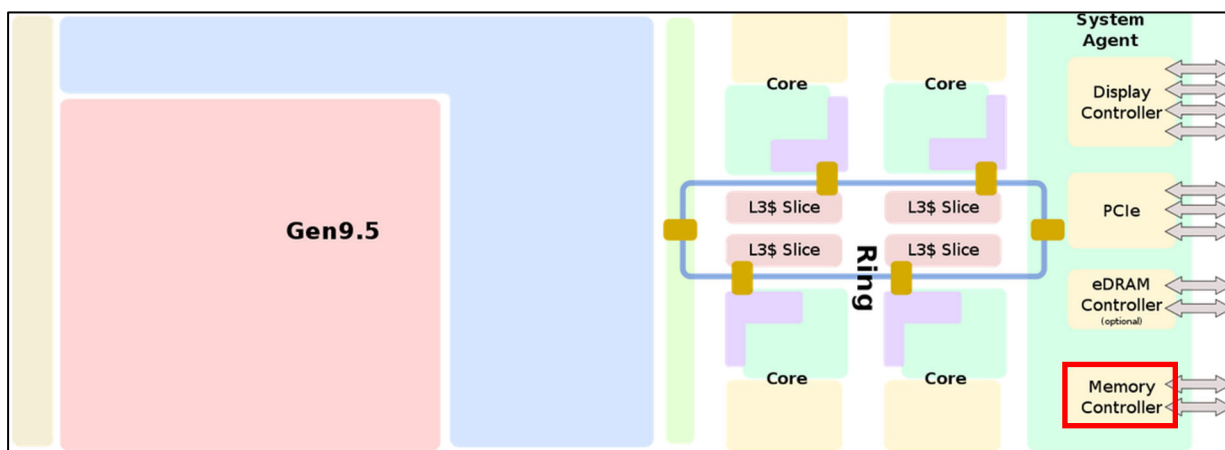 System
Agent
Core
Core
Display
Controller
L3$ Slice
L3$ Slice
PCIe
Gen9.5
L3$ Slice
L3$ Slice
Ring
eDRAM
Controller
(optional)
Core
Core
Memory
Controller